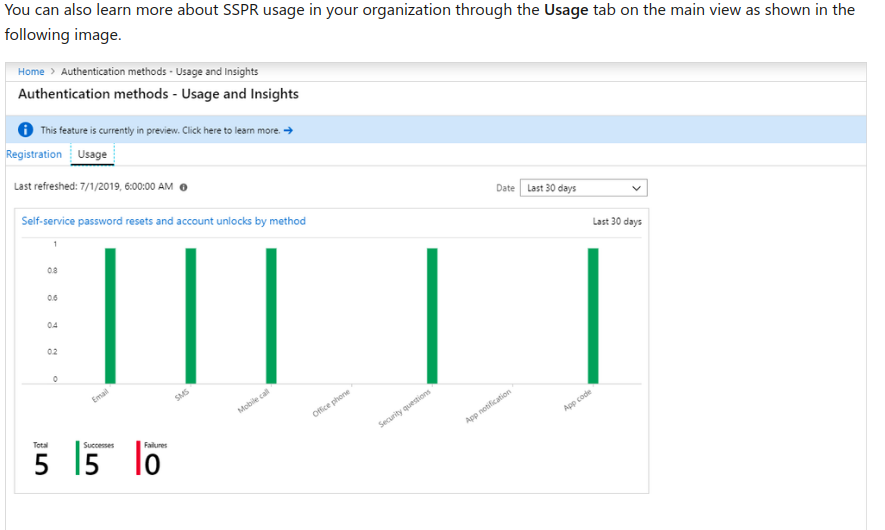 You can also learn more about SSPR usage in your organization through the Usage tab on the main view as shown in the
following image.
Home > Authentication methods - Usage and Insights
Authentication methods - Usage and Insights
This feature is currently in preview. Click here to learn more. →
Registration Usage
Last refreshed: 7/1/2019, 6:00:00 AM
Date Last 30 days
Self-service password resets and account unlocks by method Last 30 days
1
0.8
0.6
0.4
0.2
0
Email SMS Mobile call Office phone Security questions App notification App code
Total Successes Failures
5 5 0